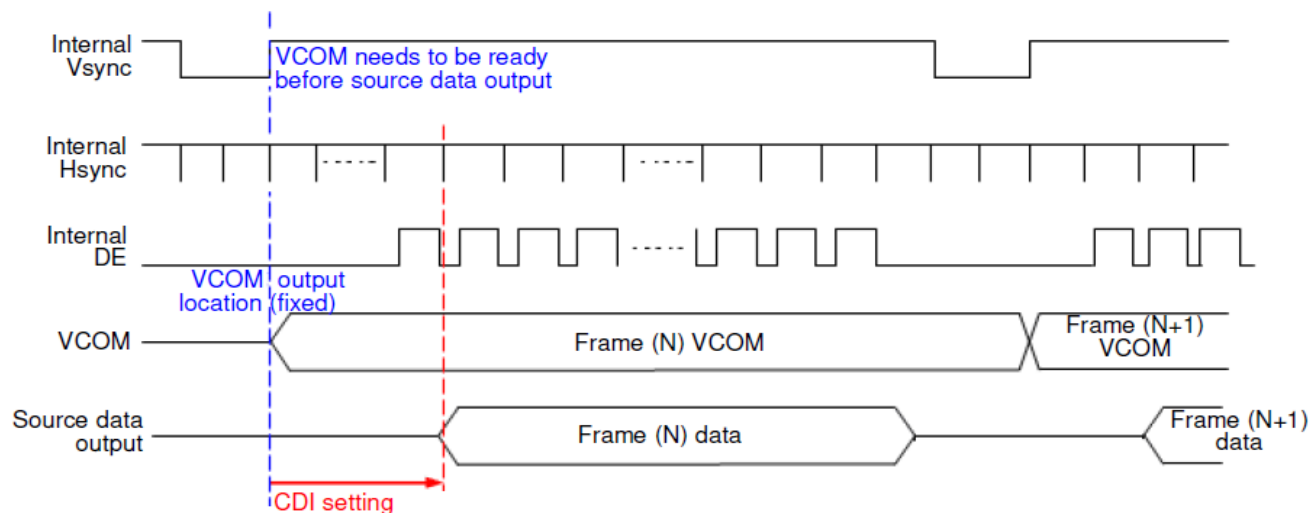 Internal
Vsync
VCOM needs to be ready
before source data output
Internal
Hsync
Internal
DE
VCOM output
location (fixed)
VCOM
Frame (N) VCOM
Frame (N+1)
VCOM
Source data
output
Frame (N) data
Frame (N+1)
data
CDI setting